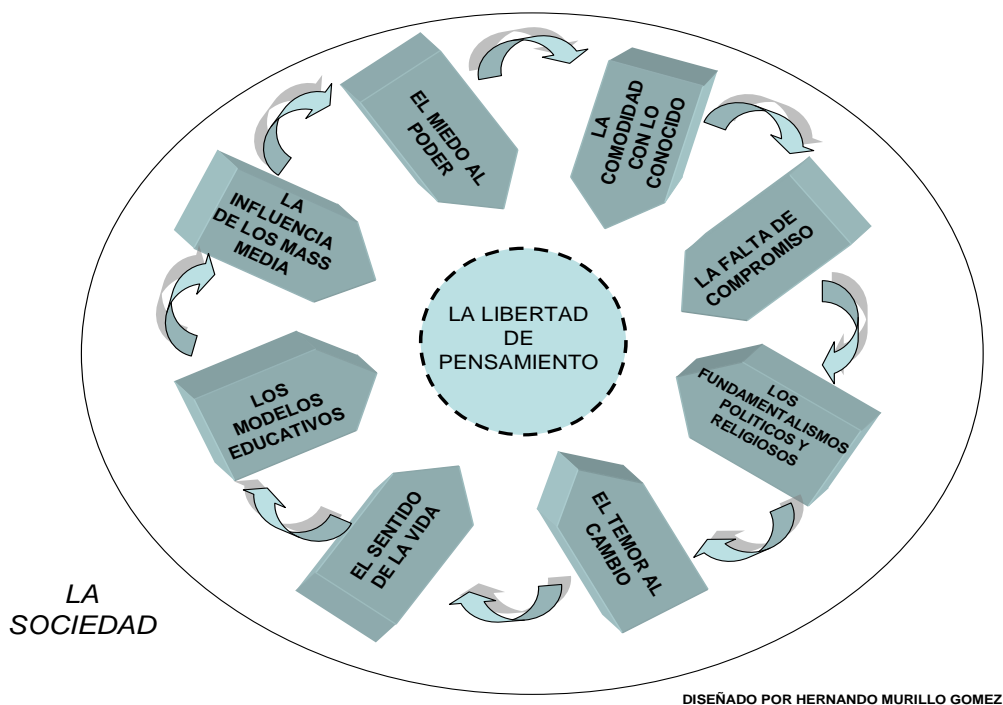 EL MIEDO AL
PODER
LA
COMODIDAD
CON LO
CONOCIDO
LA FALTA DE
COMPROMISO
LOS
FUNDAMENTALISMOS
POLITICOS Y
RELIGIOSOS
EL TEMOR AL
CAMBIO
EL SENTIDO
DE LA VIDA
LOS
MODELOS
EDUCATIVOS
LA
INFLUENCIA
DE LOS MASS
MEDIA
LA LIBERTAD
DE
PENSAMIENTO
LA
SOCIEDAD
DISEÑADO POR HERNANDO MURILLO GOMEZ